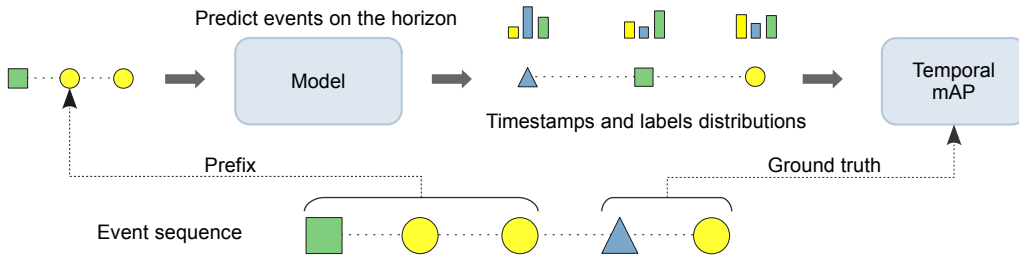 Predict events on the horizon
Model
Temporal
mAP
Timestamps and labels distributions
Prefix
Ground truth
Event sequence